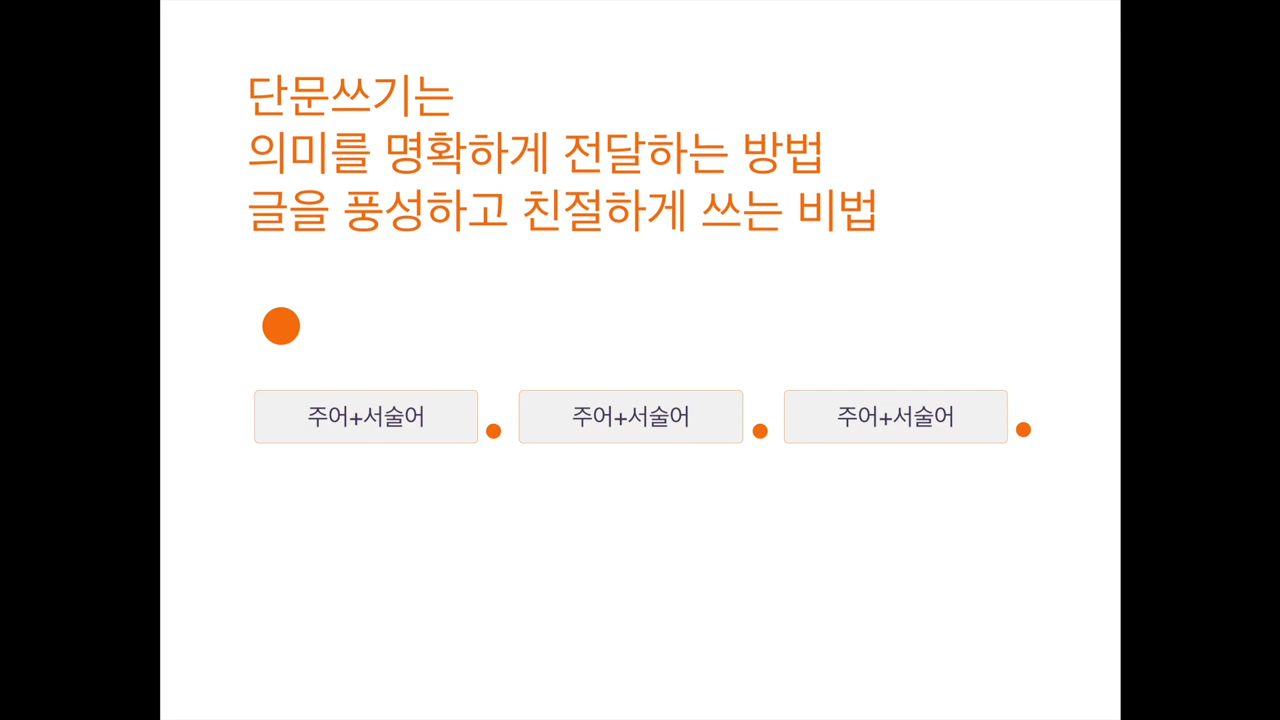 단문쓰기는
의미를 명확하게 전달하는 방법
글을 풍성하고 친절하게 쓰는 비법
주어+서술어 주어+서술어 주어+서술어